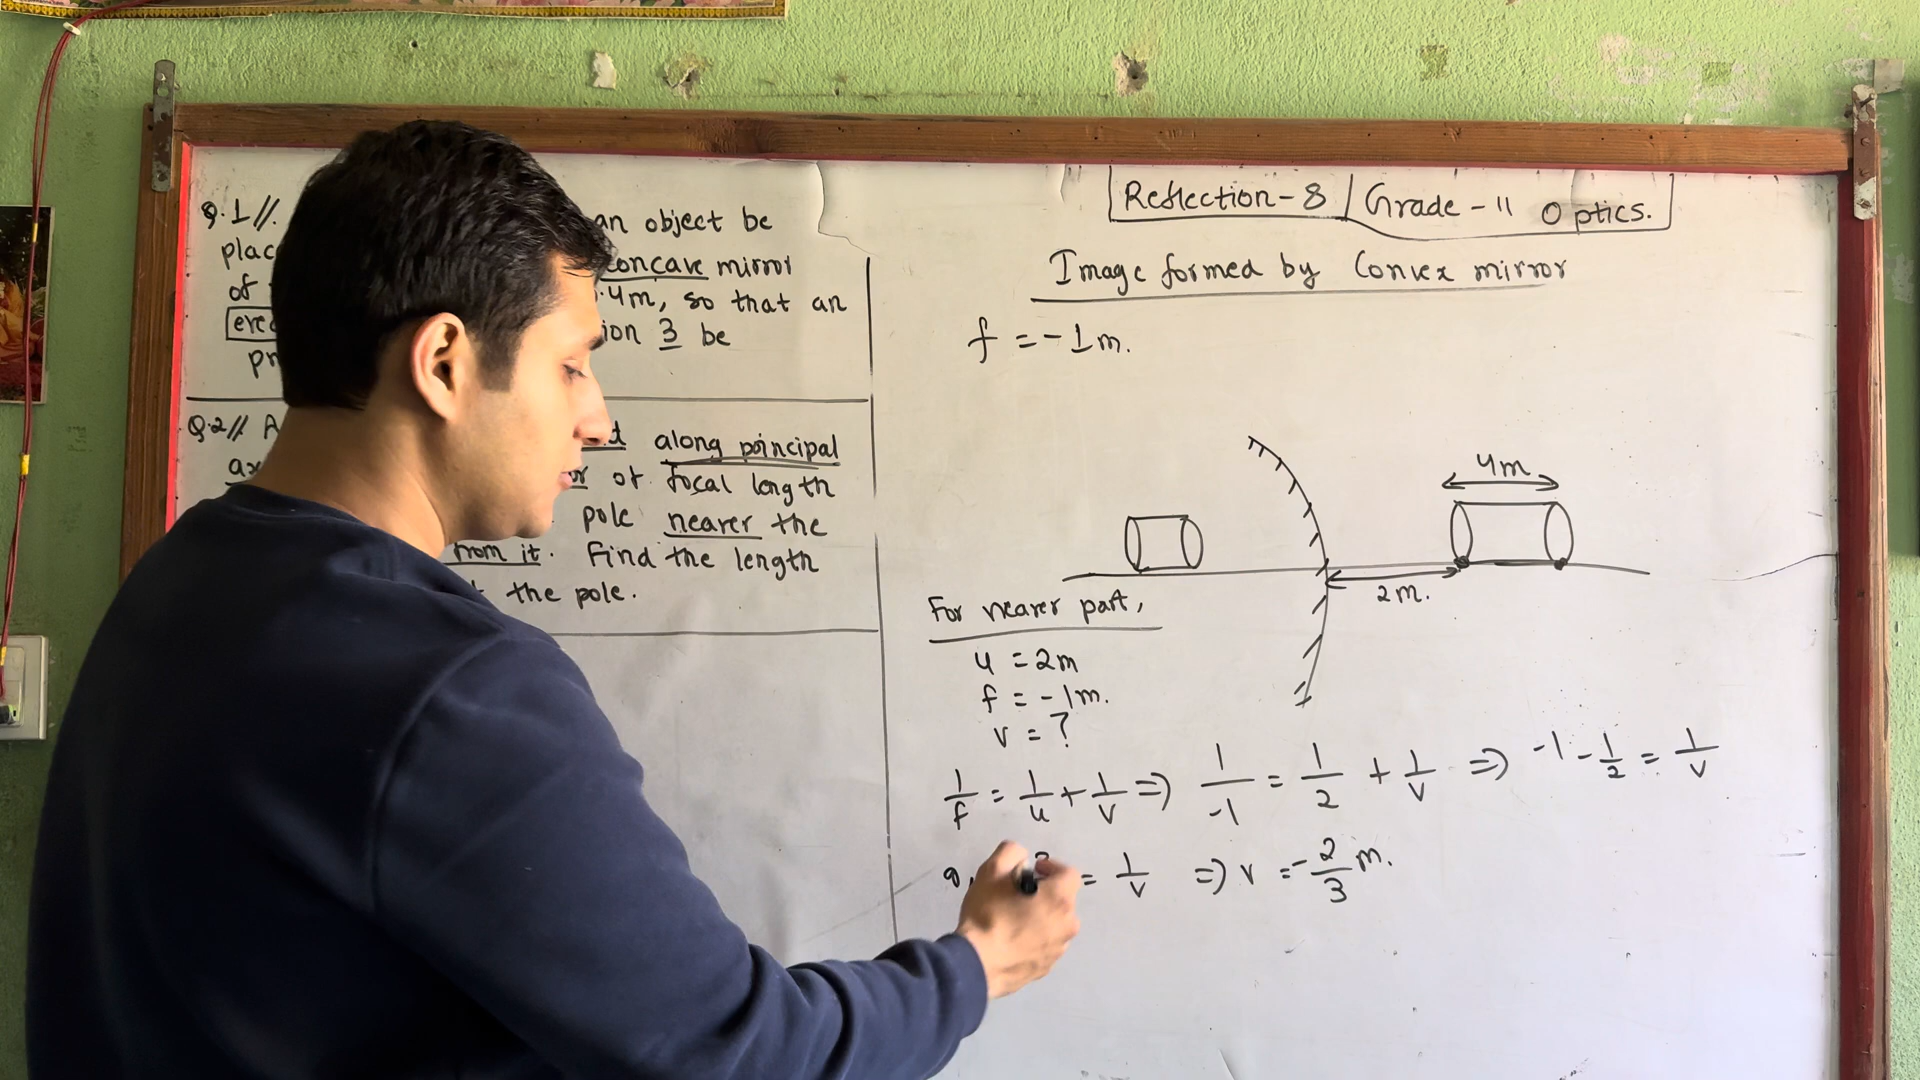 Q.1//. an object be
plac concave mirror
of .4m, so that an
ere ion 3 be
pr
Q.2// A along principal
ax or of focal length
pole nearer the
from it. Find the length
the pole.
Reflection-8 | Grade-11 Optics.
Image formed by Convex mirror
f = -1m.
4m
2m.
For nearer part,
u = 2m
f = -1m.
v = ?
1/f = 1/u + 1/v => 1/-1 = 1/2 + 1/v => -1 - 1/2 = 1/v
= 1/v => v = -2/3 m.